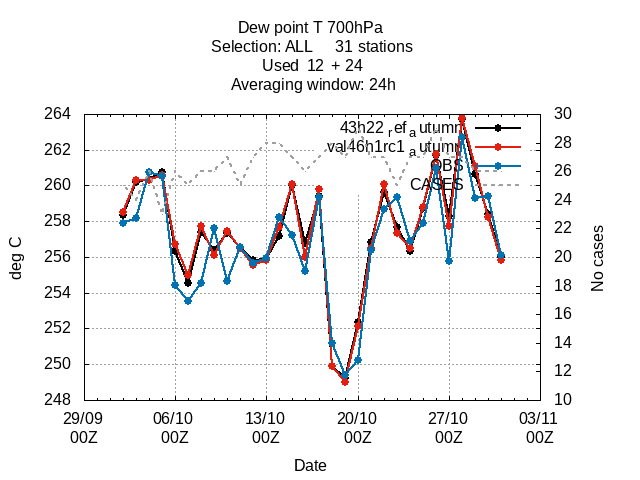 Dew point T 700hPa
Selection: ALL 31 stations
Used 12 + 24
Averaging window: 24h
264 30
262 28
260 26
258 24
256 22
254 20
252 18
250 16
248 14
12
10
43h22_ref_autumn
val46h1rc1_autumn
OBS
CASES
deg C
No cases
29/09 06/10 13/10 20/10 27/10 03/11
00Z 00Z 00Z 00Z 00Z 00Z
Date